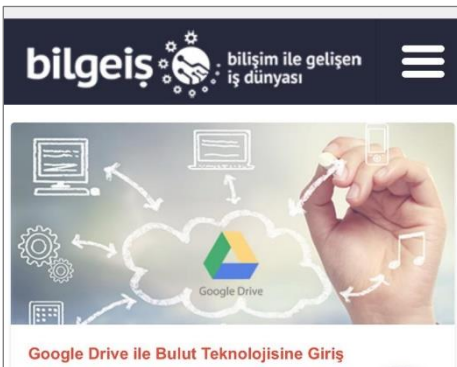 bilgeiş
bilişim ile gelişen
iş dünyası
Google Drive
Google Drive ile Bulut Teknolojisine Giriş